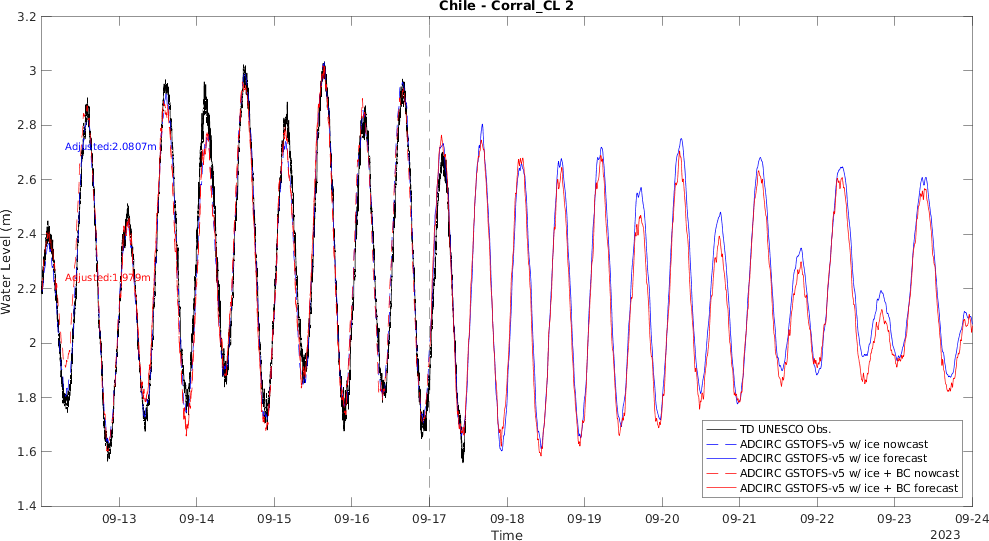 Chile - Corral_CL 2
3.2
3
2.8
2.6
2.4
2.2
2
1.8
1.6
1.4
Water Level (m)
Adjusted:2.0807m
Adjusted:1.979m
TD UNESCO Obs.
ADCIRC GSTOFS-v5 w/ ice nowcast
ADCIRC GSTOFS-v5 w/ ice forecast
ADCIRC GSTOFS-v5 w/ ice + BC nowcast
ADCIRC GSTOFS-v5 w/ ice + BC forecast
09-13 09-14 09-15 09-16 09-17 09-18 09-19 09-20 09-21 09-22 09-23 09-24
Time
2023